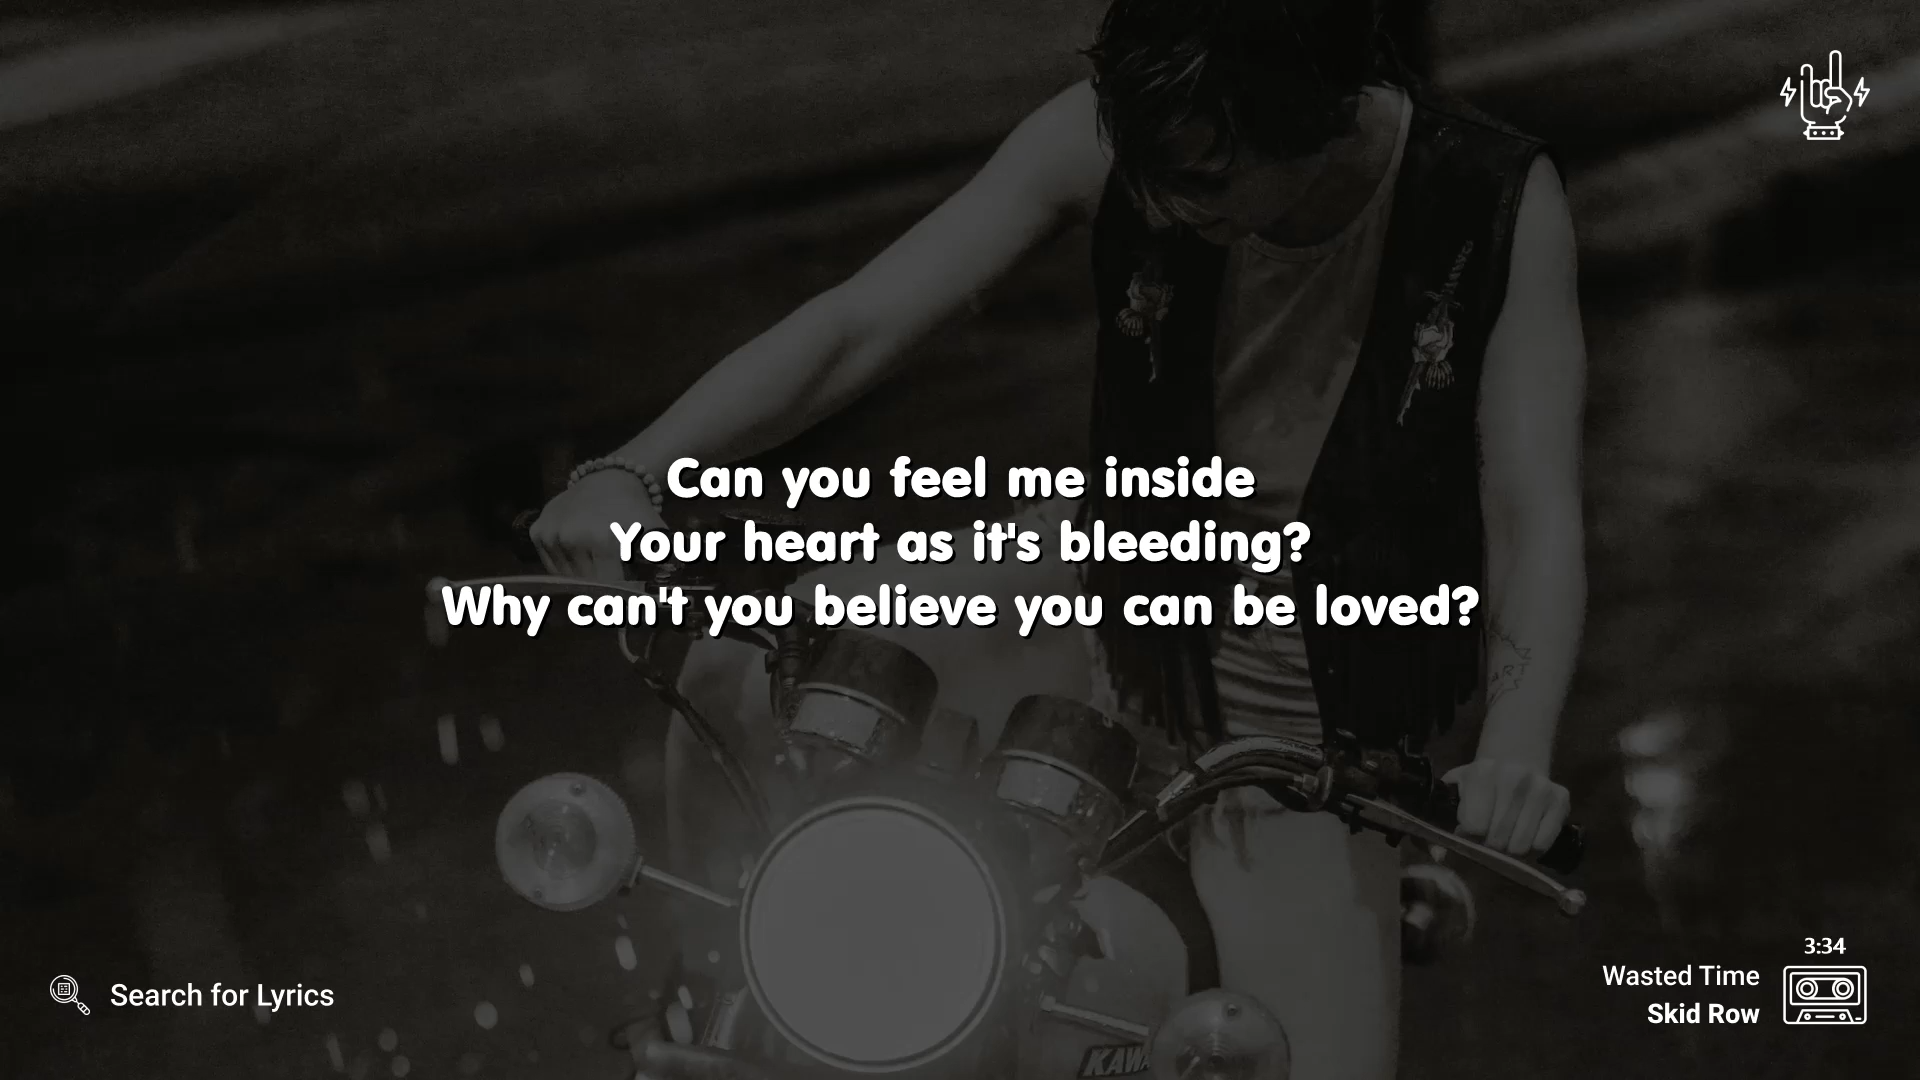 Can you feel me inside
Your heart as it's bleeding?
Why can't you believe you can be loved?
Search for Lyrics
3:34
Wasted Time
Skid Row